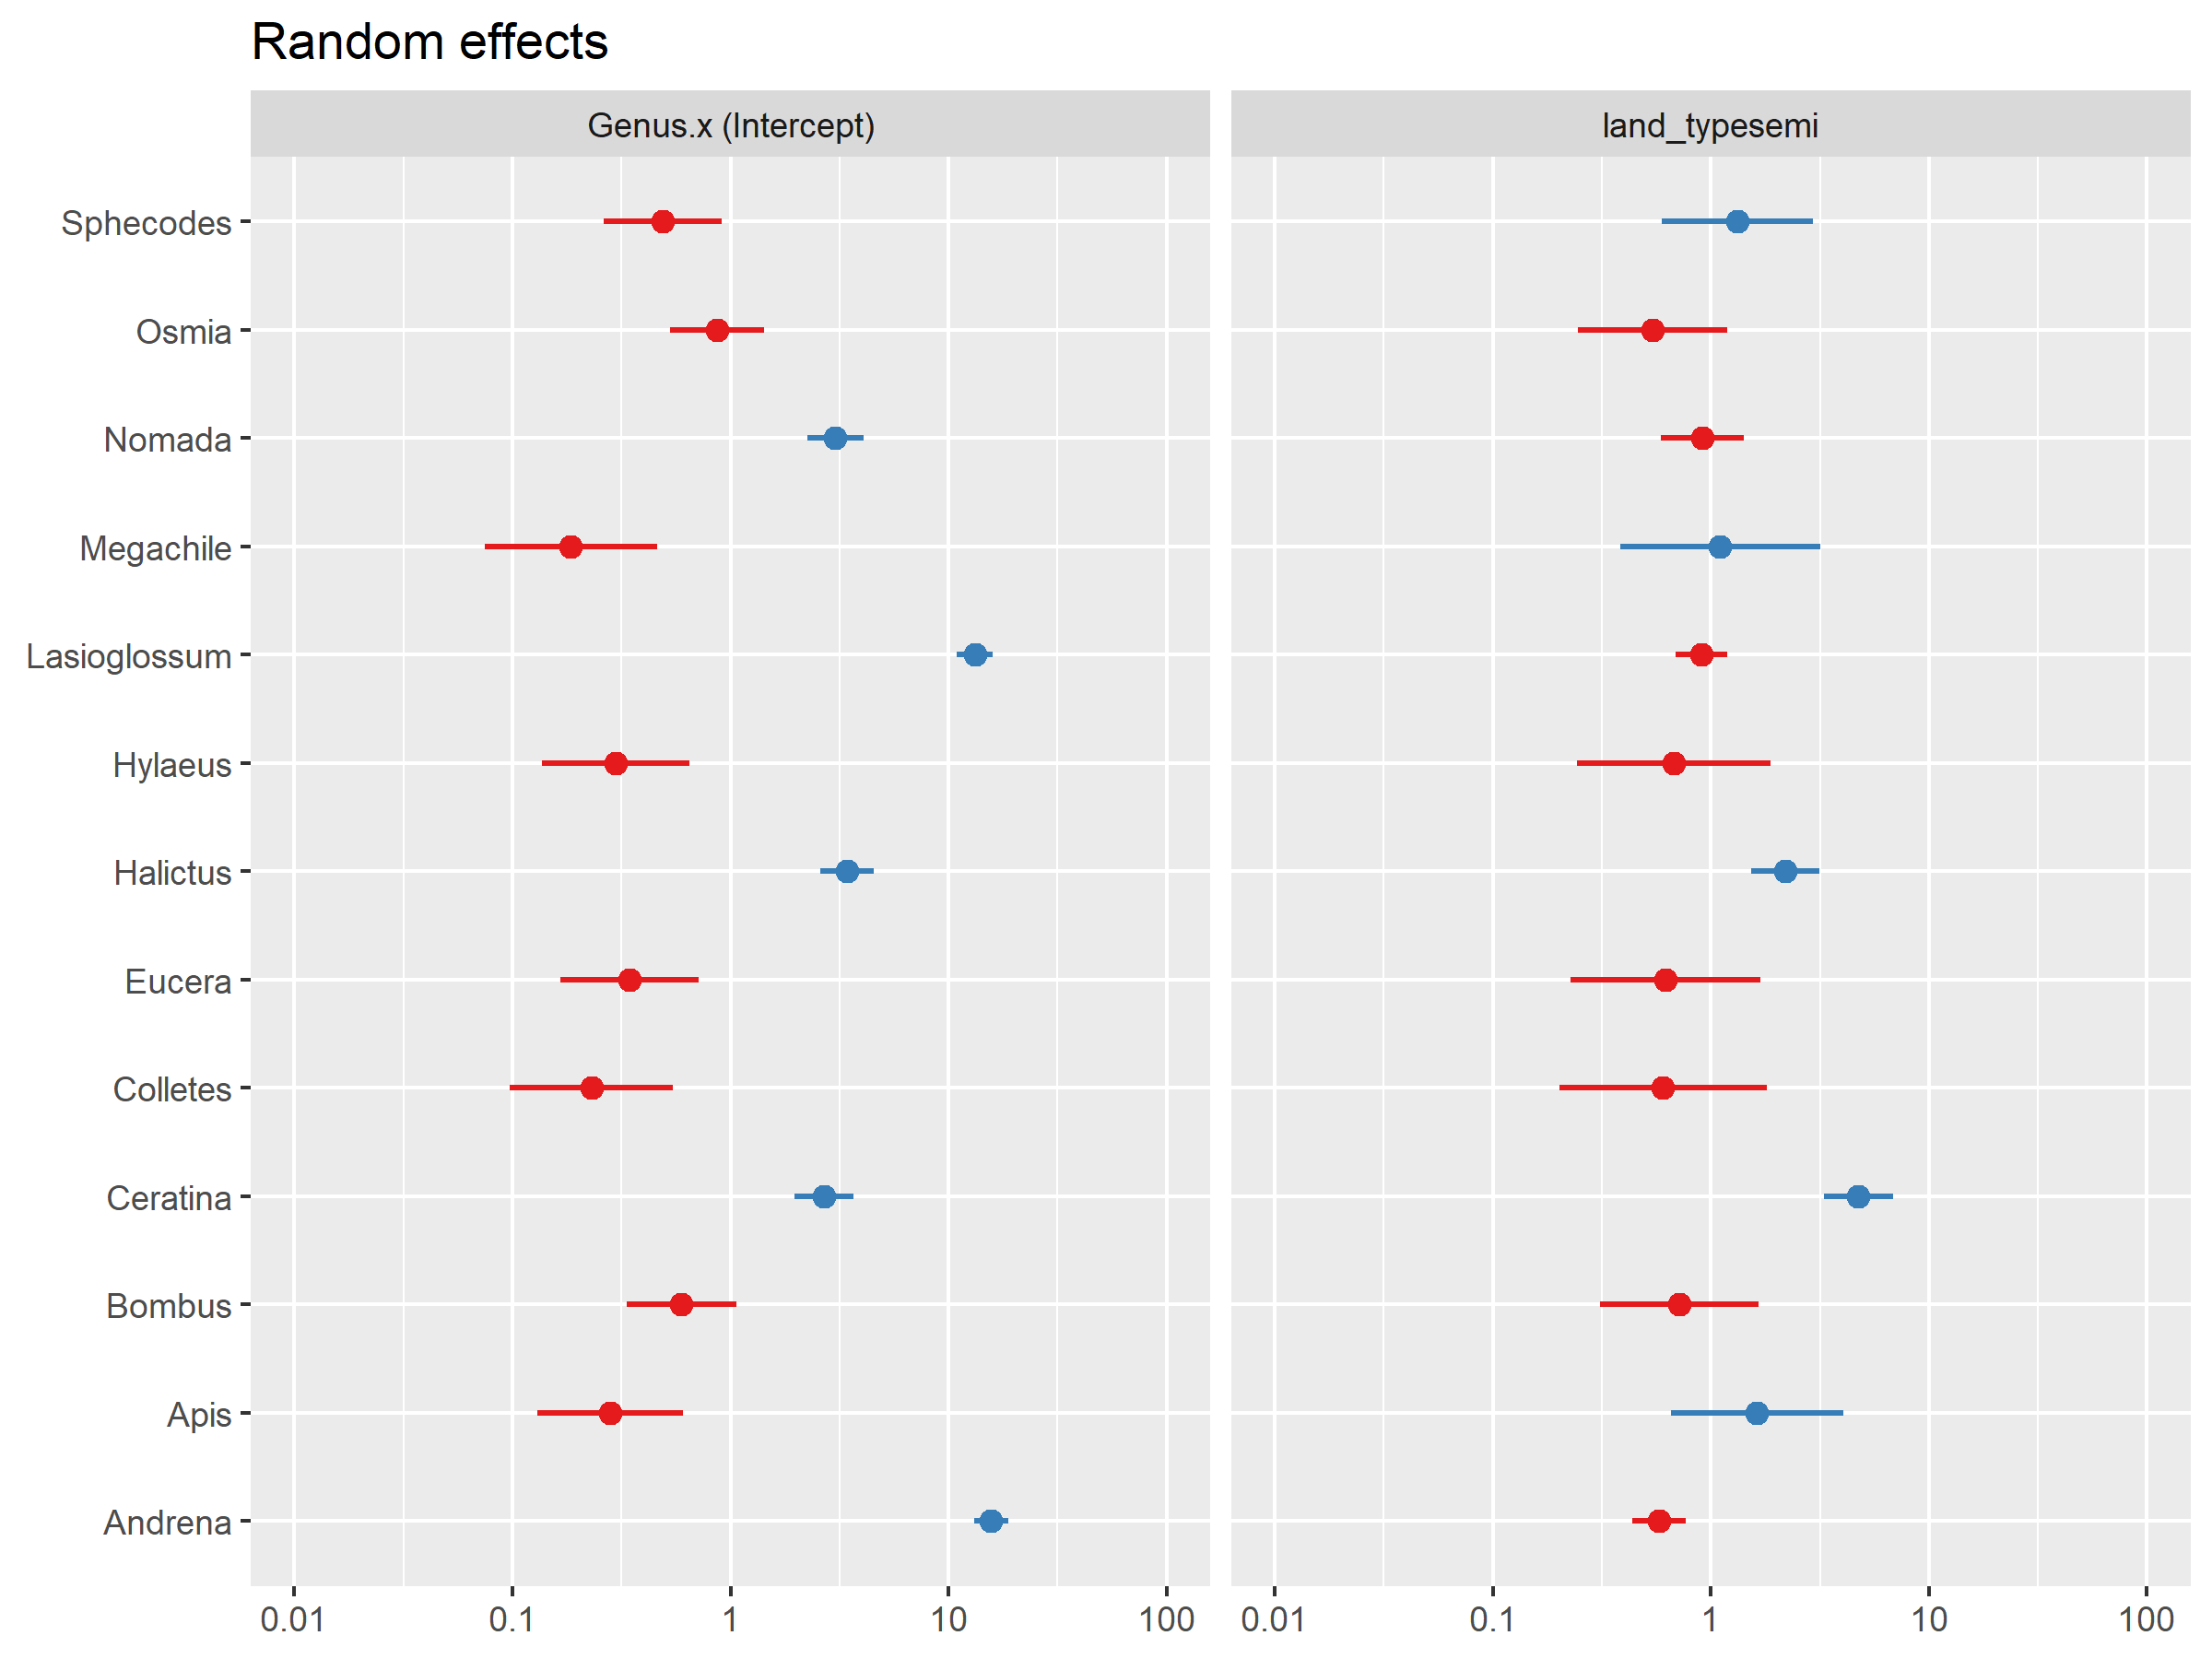 Random effects
Genus.x (Intercept)
land_typesemi
Sphecodes
Osmia
Nomada
Megachile
Lasioglossum
Hylaeus
Halictus
Eucera
Colletes
Ceratina
Bombus
Apis
Andrena
0.01 0.1 1 10 100
0.01 0.1 1 10 100